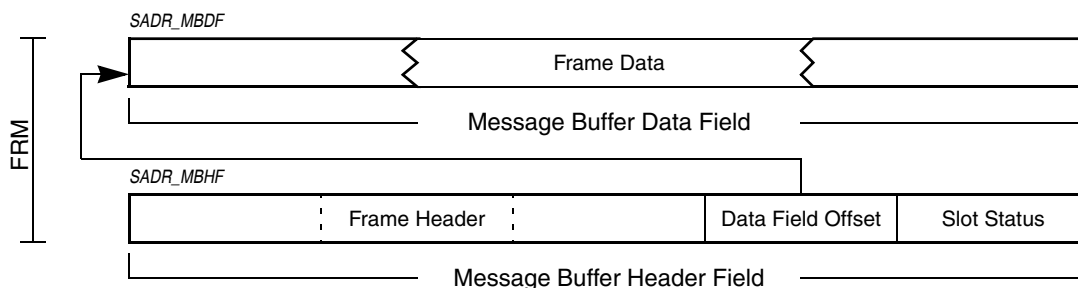 SADR_MBDF
Frame Data
Message Buffer Data Field
FRM
SADR_MBHF
Frame Header
Data Field Offset
Slot Status
Message Buffer Header Field